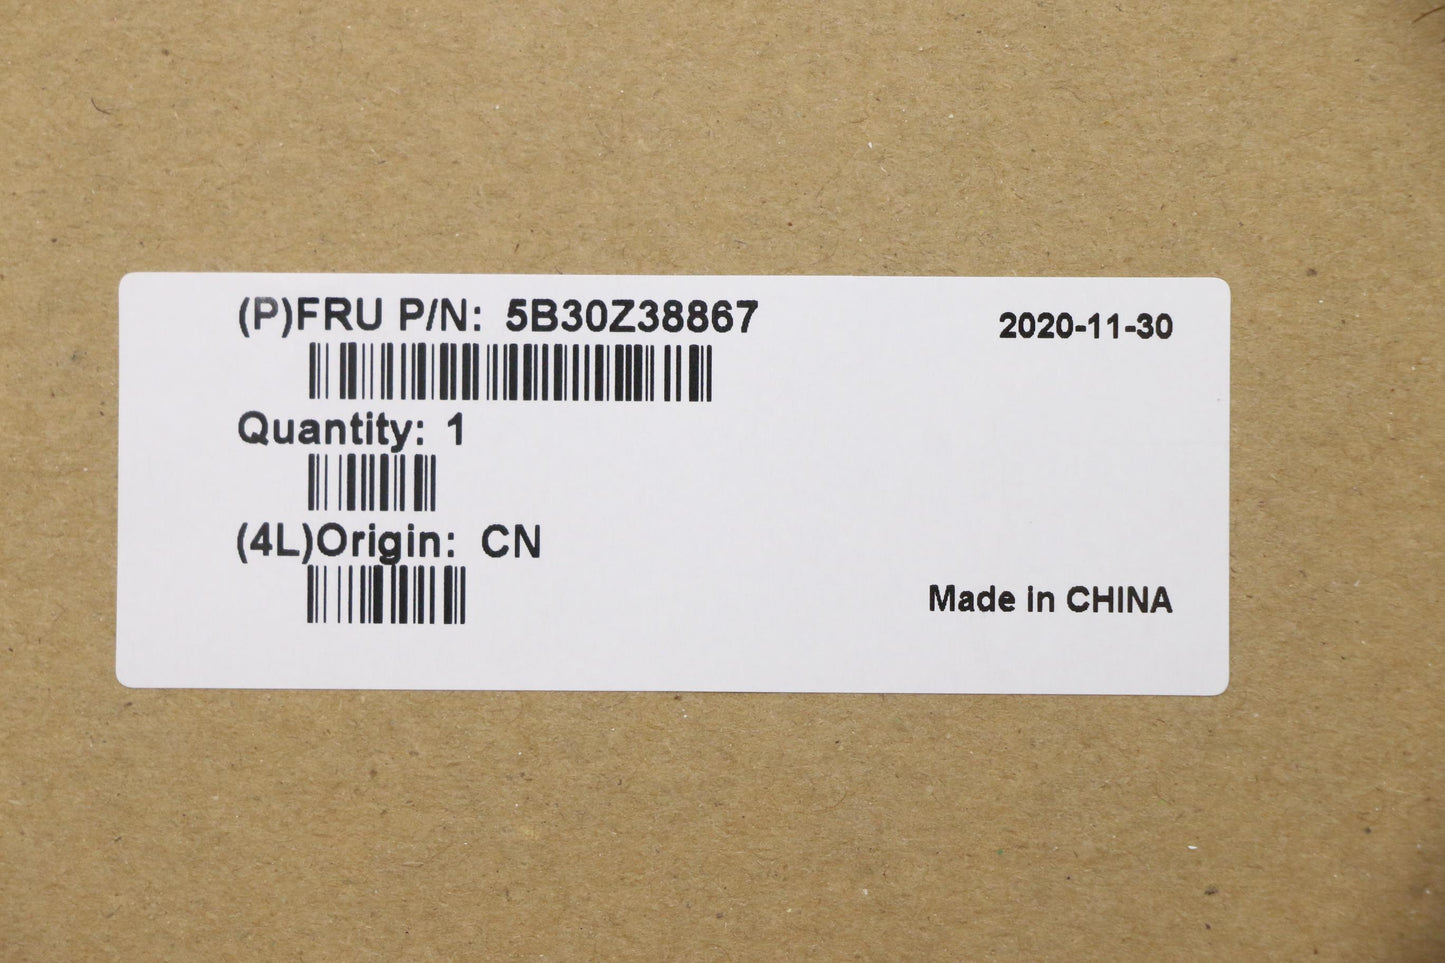 (P)FRU P/N: 5B30Z38867
2020-11-30
Quantity: 1
(4L)Origin: CN
Made in CHINA